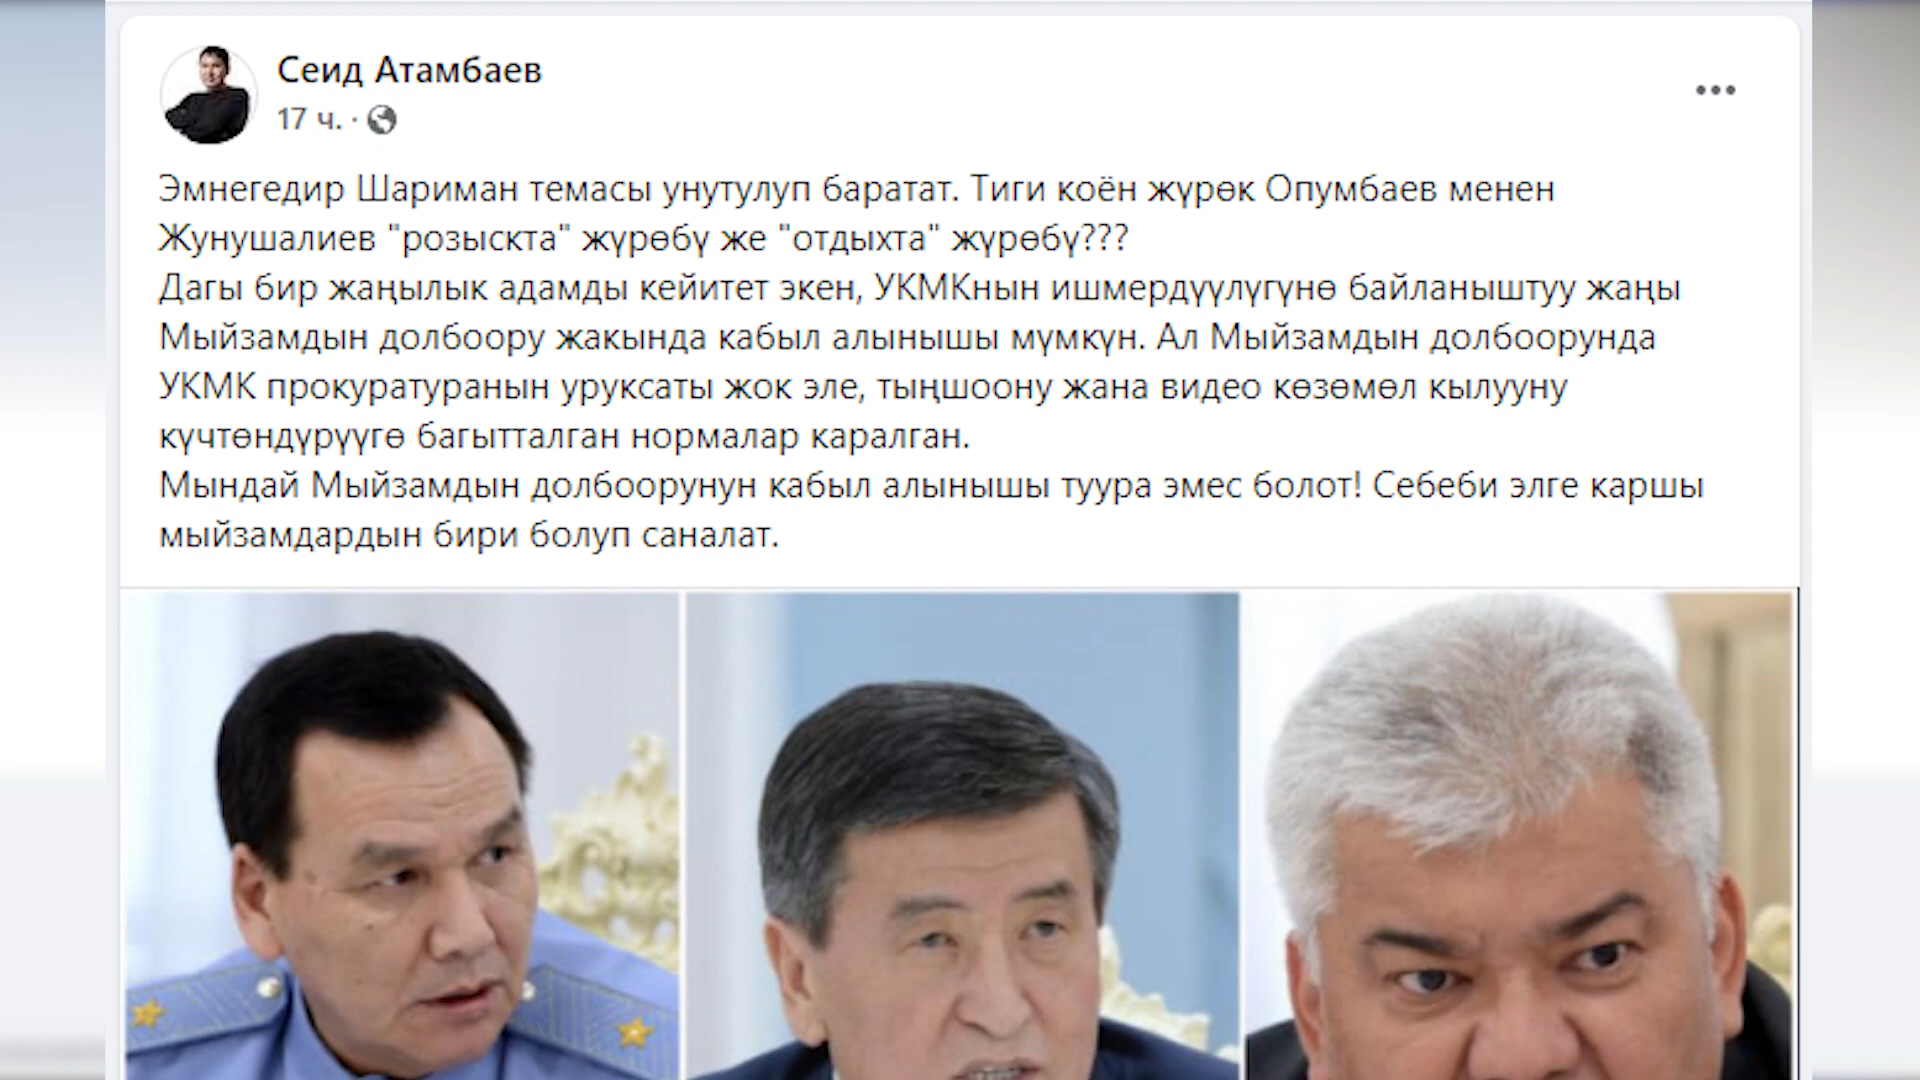 Сеид Атамбаев
17 ч. ·
Эмнегедир Шариман темасы унутулуп баратат. Тиги коён жүрөк Опумбаев менен
Жунушалиев "розыскта" жүрөбү же "отдыхта" жүрөбү???
Дагы бир жаңылык адамды кейитет экен, УКМКнын ишмердүүлүгүнө байланыштуу жаңы
Мыйзамдын долбоору жакында кабыл алынышы мүмкүн. Ал Мыйзамдын долбоорунда
УКМК прокуратуранын уруксаты жок эле, тыңшоону жана видео көзөмөл кылууну
күчтөндүрүүгө багытталган нормалар каралган.
Мындай Мыйзамдын долбоорунун кабыл алынышы туура эмес болот! Себеби элге каршы
мыйзамдардын бири болуп саналат.